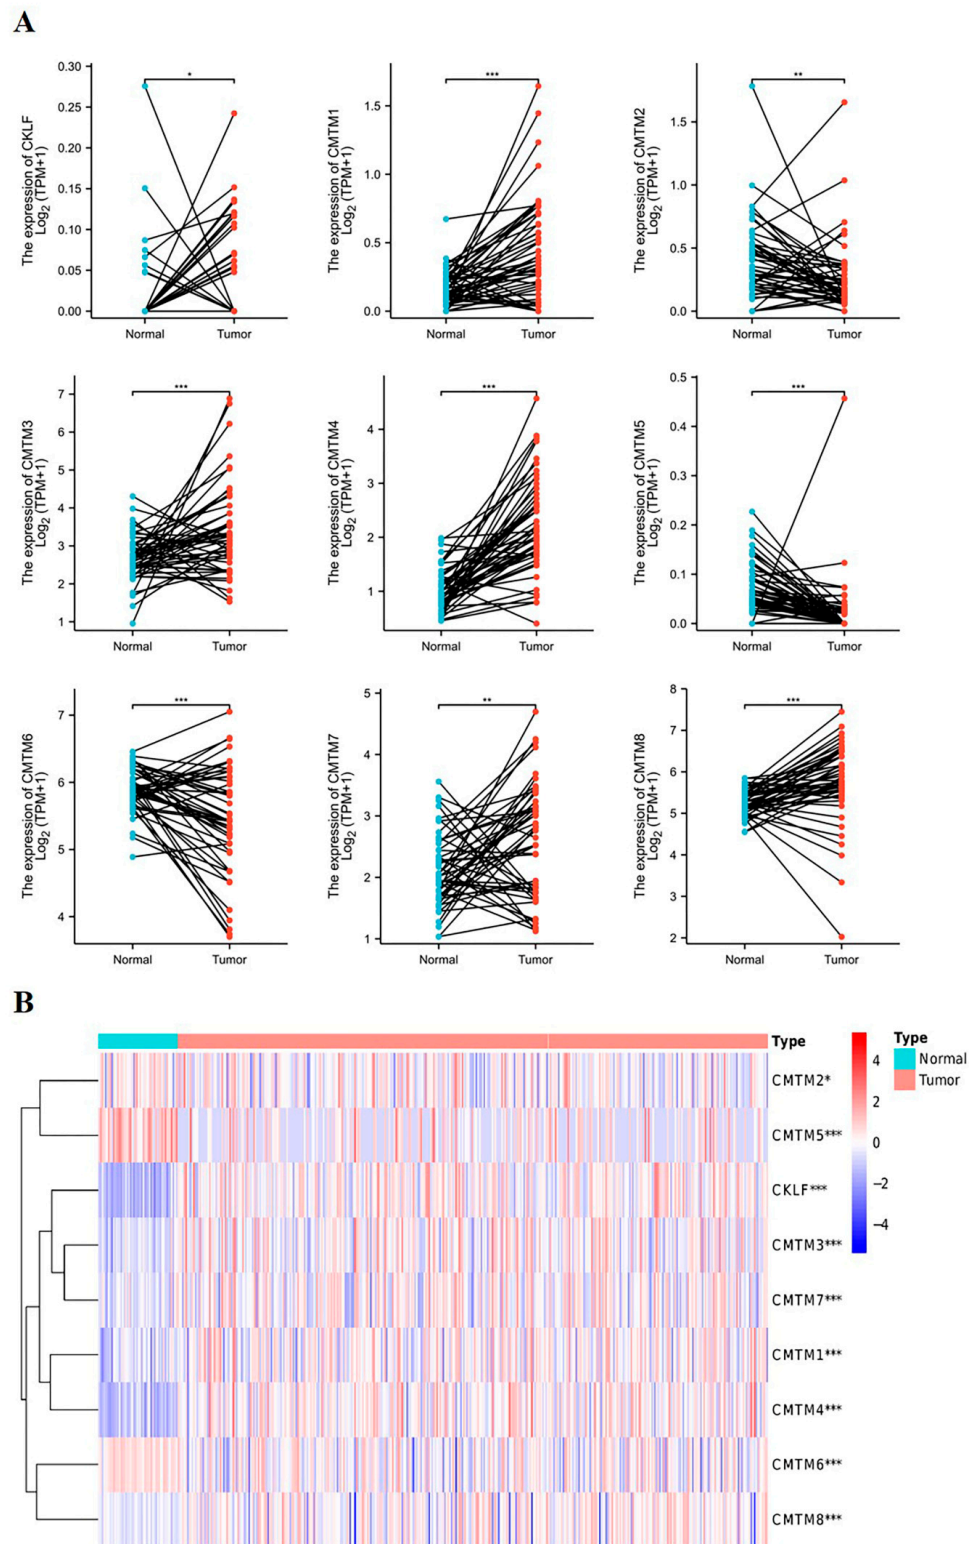 A
The expression of CKLF
Log2 (TPM+1)
0.30
0.25
0.20
0.15
0.10
0.05
0.00
*
Normal Tumor
The expression of CMTM1
Log2 (TPM+1)
1.5
1.0
0.5
0.0
***
Normal Tumor
The expression of CMTM2
Log2 (TPM+1)
1.5
1.0
0.5
0.0
**
Normal Tumor
The expression of CMTM3
Log2 (TPM+1)
7
6
5
4
3
2
1
***
Normal Tumor
The expression of CMTM4
Log2 (TPM+1)
4
3
2
1
***
Normal Tumor
The expression of CMTM5
Log2 (TPM+1)
0.5
0.4
0.3
0.2
0.1
0.0
***
Normal Tumor
The expression of CMTM6
Log2 (TPM+1)
7
6
5
4
***
Normal Tumor
The expression of CMTM7
Log2 (TPM+1)
5
4
3
2
1
**
Normal Tumor
The expression of CMTM8
Log2 (TPM+1)
8
7
6
5
4
3
2
***
Normal Tumor
B
Type
CMTM2*
CMTM5***
CKLF***
CMTM3***
CMTM7***
CMTM1***
CMTM4***
CMTM6***
CMTM8***
4
2
0
−2
−4
Type
Normal
Tumor